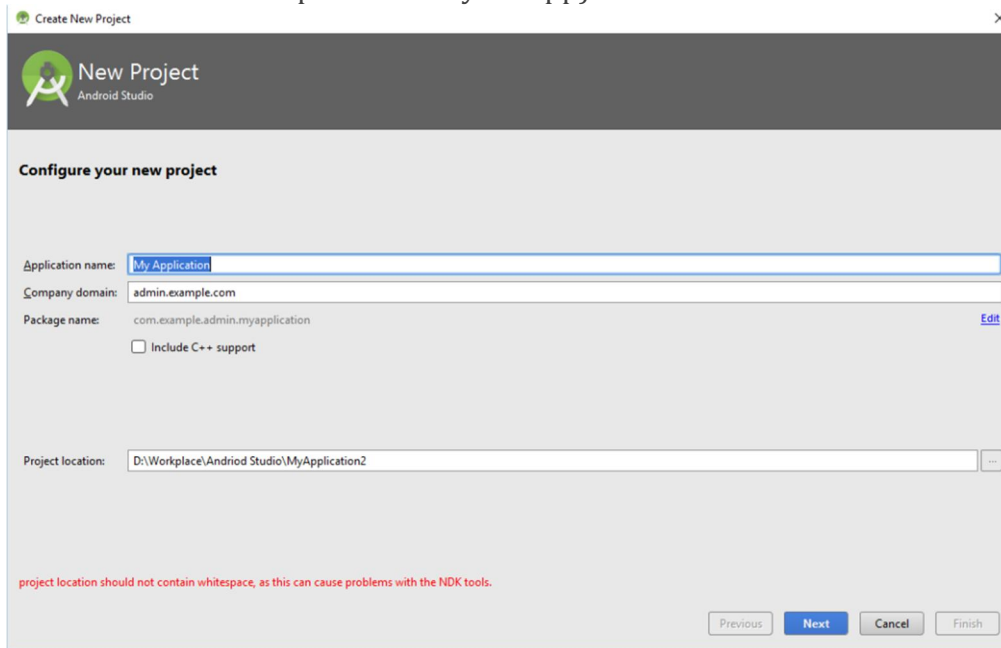 Create New Project
New Project
Android Studio
Configure your new project
Application name: My Application
Company domain: admin.example.com
Package name: com.example.admin.myapplication Edit
Include C++ support
Project location: D:\Workplace\Andriod Studio\MyApplication2 ...
project location should not contain whitespace, as this can cause problems with the NDK tools.
Previous Next Cancel Finish